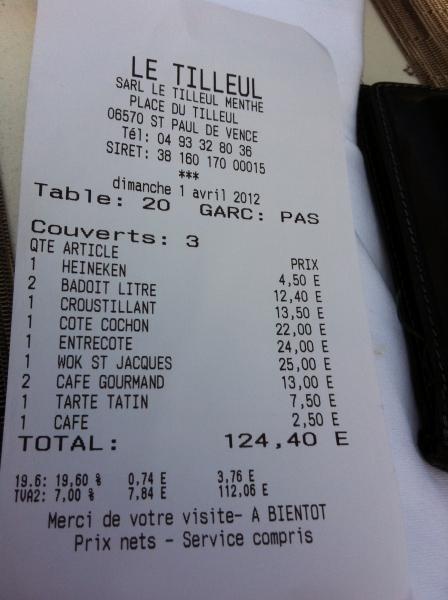 LE TILLEUL
SARL LE TILLEUL MENTHE
PLACE DU TILLEUL
06570 ST PAUL DE VENCE
Tél: 04 93 32 80 36
SIRET: 38 160 170 00015
***
dimanche 1 avril 2012
Table: 20 GARC: PAS
Couverts: 3
QTE ARTICLE PRIX
1 HEINEKEN 4,50 E
2 BADOIT LITRE 12,40 E
1 CROUSTILLANT 13,50 E
1 COTE COCHON 22,00 E
1 ENTRECOTE 24,00 E
1 WOK ST JACQUES 25,00 E
2 CAFE GOURMAND 13,00 E
1 TARTE TATIN 7,50 E
1 CAFE 2,50 E
TOTAL: 124,40 E
19.6: 19,60 % 0,74 E 3,76 E
TVA2: 7,00 % 7,84 E 112,06 E
Merci de votre visite- A BIENTOT
Prix nets - Service compris